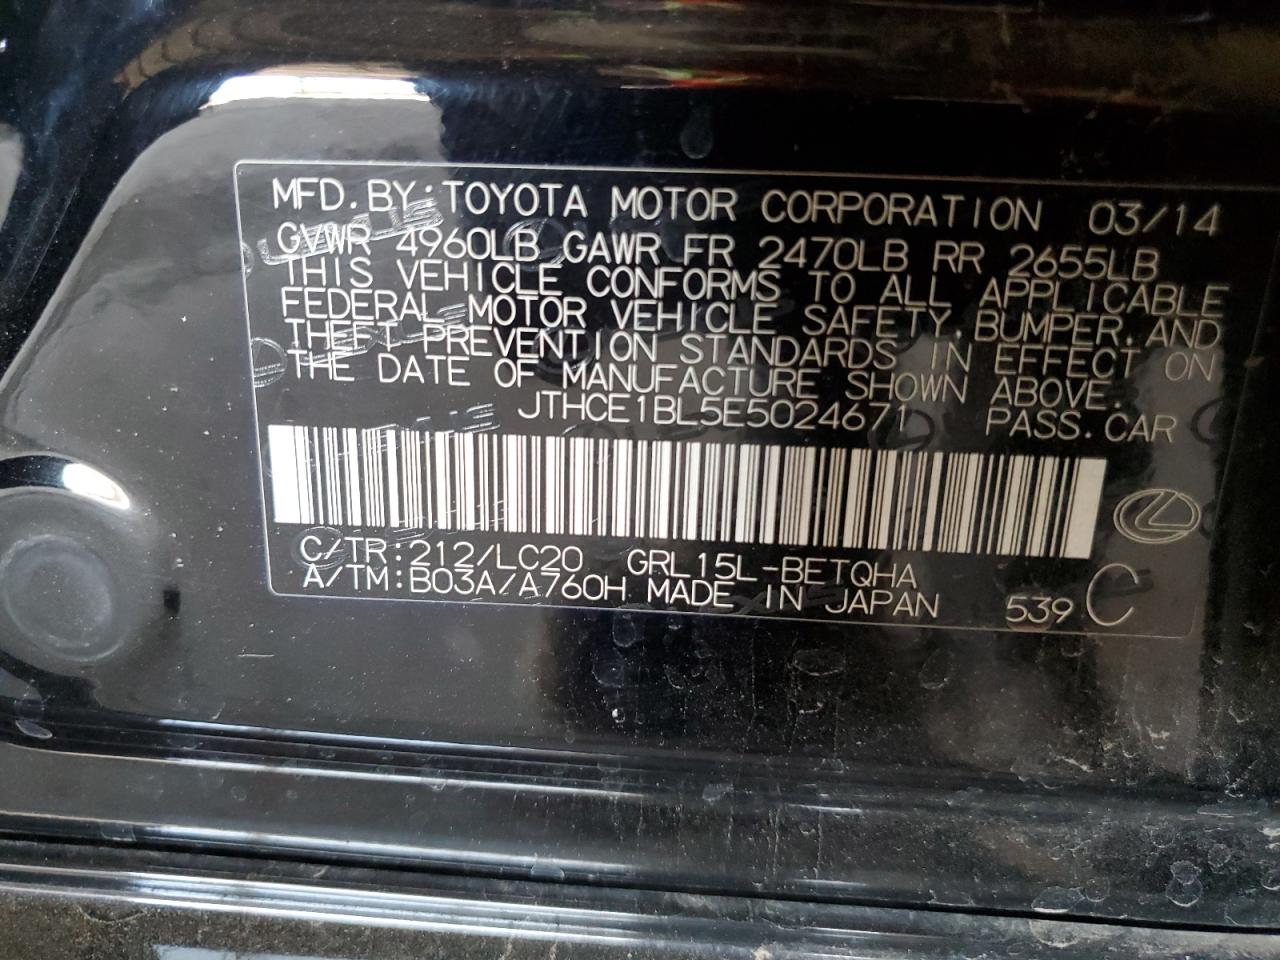 MFD. BY: TOYOTA MOTOR CORPORATION 03/14
GVWR 4960LB GAWR FR 2470LB RR 2655LB
THIS VEHICLE CONFORMS TO ALL APPLICABLE
FEDERAL MOTOR VEHICLE SAFETY, BUMPER, AND
THEFT PREVENTION STANDARDS IN EFFECT ON
THE DATE OF MANUFACTURE SHOWN ABOVE.
JTHCE1BL5E5024671 PASS. CAR
C/TR: 212/LC20 GRL15L-BETQHA
A/TM: B03A/A760H MADE IN JAPAN 539 C